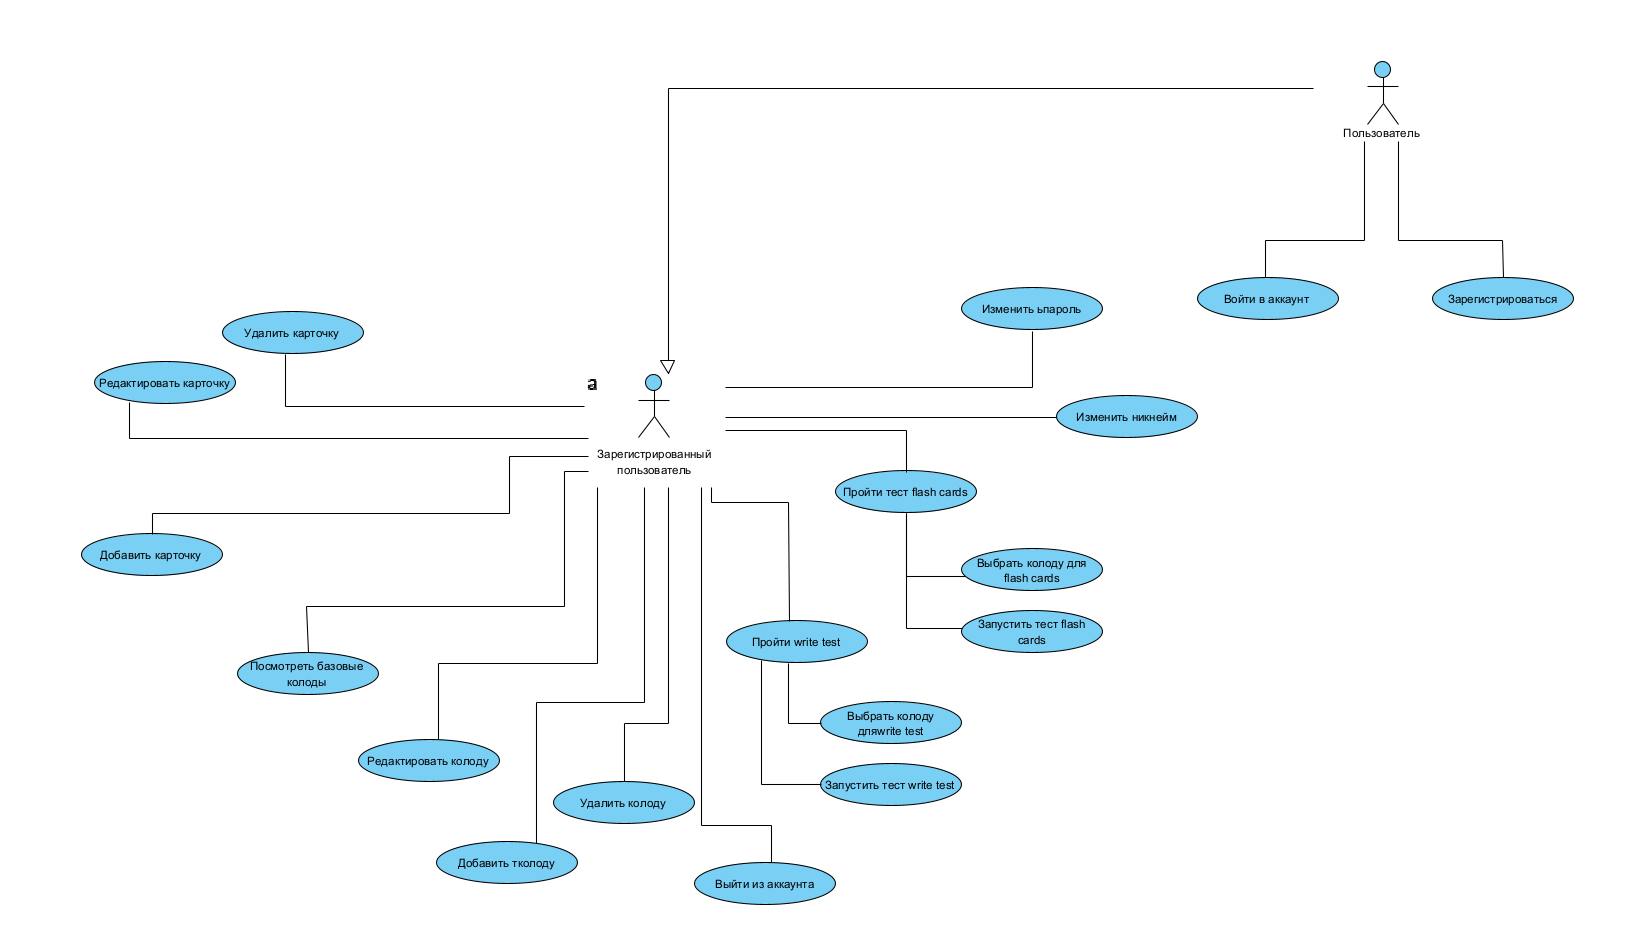 Пользователь
Войти в аккаунт
Зарегистрироваться
Изменить ьпароль
Удалить карточку
Редактировать карточку
а
Изменить никнейм
Зарегистрированный
пользователь
Пройти тест flash cards
Добавить карточку
Выбрать колоду для
flash cards
Запустить тест flash
cards
Пройти write test
Посмотреть базовые
колоды
Выбрать колоду
дляwrite test
Редактировать колоду
Запустить тест write test
Удалить колоду
Добавить тколоду
Выйти из аккаунта